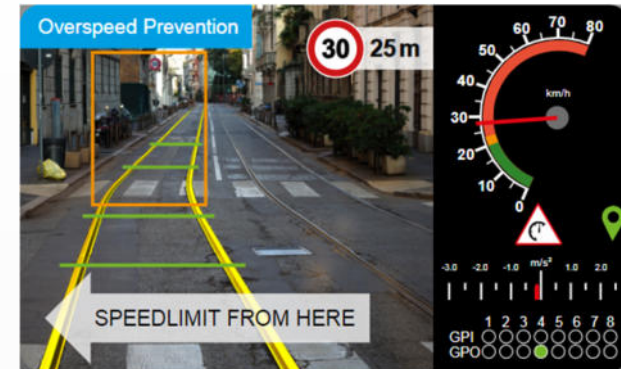 Overspeed Prevention
30 25 m
SPEEDLIMIT FROM HERE
0 10 20 30 40 50 60 70 80
km/h
m/s²
-3.0 -2.0 -1.0 1.0 2.0
1 2 3 4 5 6 7 8
GPI
GPO